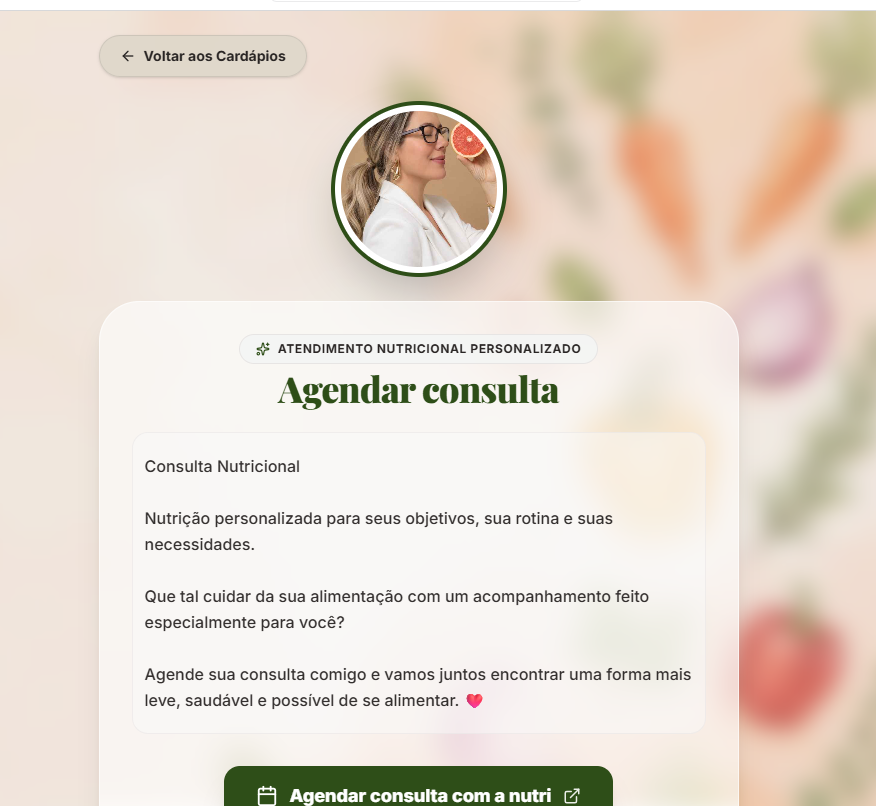 Voltar aos Cardápios
ATENDIMENTO NUTRICIONAL PERSONALIZADO
Agendar consulta
Consulta Nutricional
Nutrição personalizada para seus objetivos, sua rotina e suas
necessidades.
Que tal cuidar da sua alimentação com um acompanhamento feito
especialmente para você?
Agende sua consulta comigo e vamos juntos encontrar uma forma mais
leve, saudável e possível de se alimentar. ❤️
Agendar consulta com a nutri